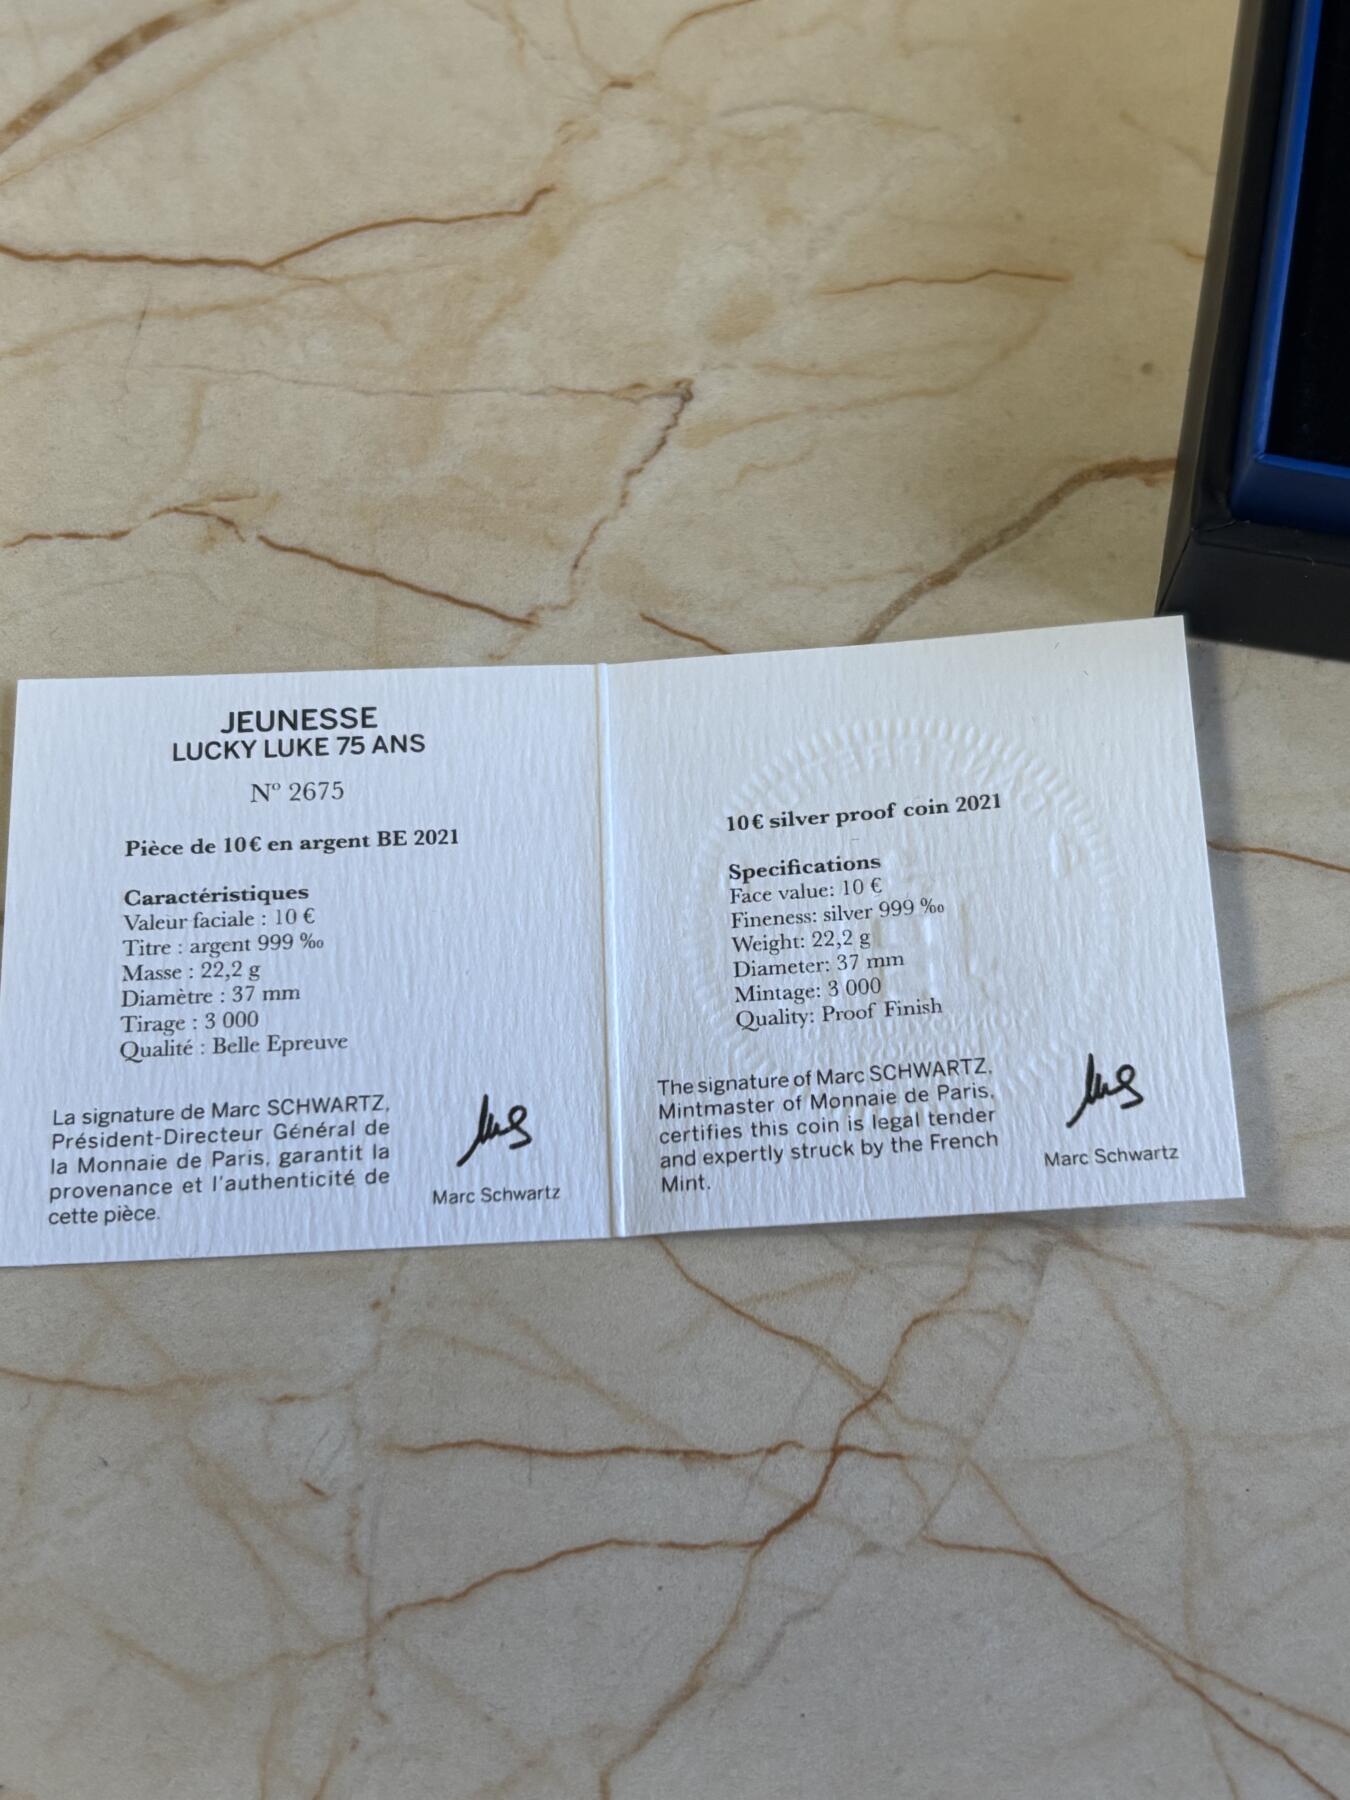 JEUNESSE
LUCKY LUKE 75 ANS
Nº 2675
Pièce de 10€ en argent BE 2021
Caractéristiques
Valeur faciale : 10 €
Titre : argent 999 ‰
Masse : 22,2 g
Diamètre : 37 mm
Tirage : 3 000
Qualité : Belle Epreuve
La signature de Marc SCHWARTZ,
Président-Directeur Général de
la Monnaie de Paris, garantit la
provenance et l'authenticité de
cette pièce.
Marc Schwartz
10€ silver proof coin 2021
Specifications
Face value: 10 €
Fineness: silver 999 ‰
Weight: 22,2 g
Diameter: 37 mm
Mintage: 3 000
Quality: Proof Finish
The signature of Marc SCHWARTZ,
Mintmaster of Monnaie de Paris,
certifies this coin is legal tender
and expertly struck by the French
Mint.
Marc Schwartz